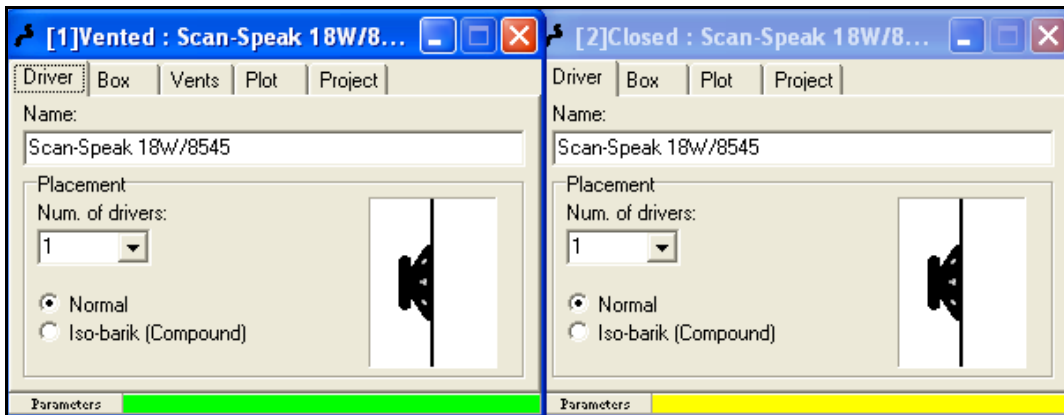 [1]Vented : Scan-Speak 18W/8...
Driver Box Vents Plot Project
Name:
Scan-Speak 18W/8545
Placement
Num. of drivers:
1
Normal
Iso-barik (Compound)
Parameters
[2]Closed : Scan-Speak 18W/8...
Driver Box Plot Project
Name:
Scan-Speak 18W/8545
Placement
Num. of drivers:
1
Normal
Iso-barik (Compound)
Parameters